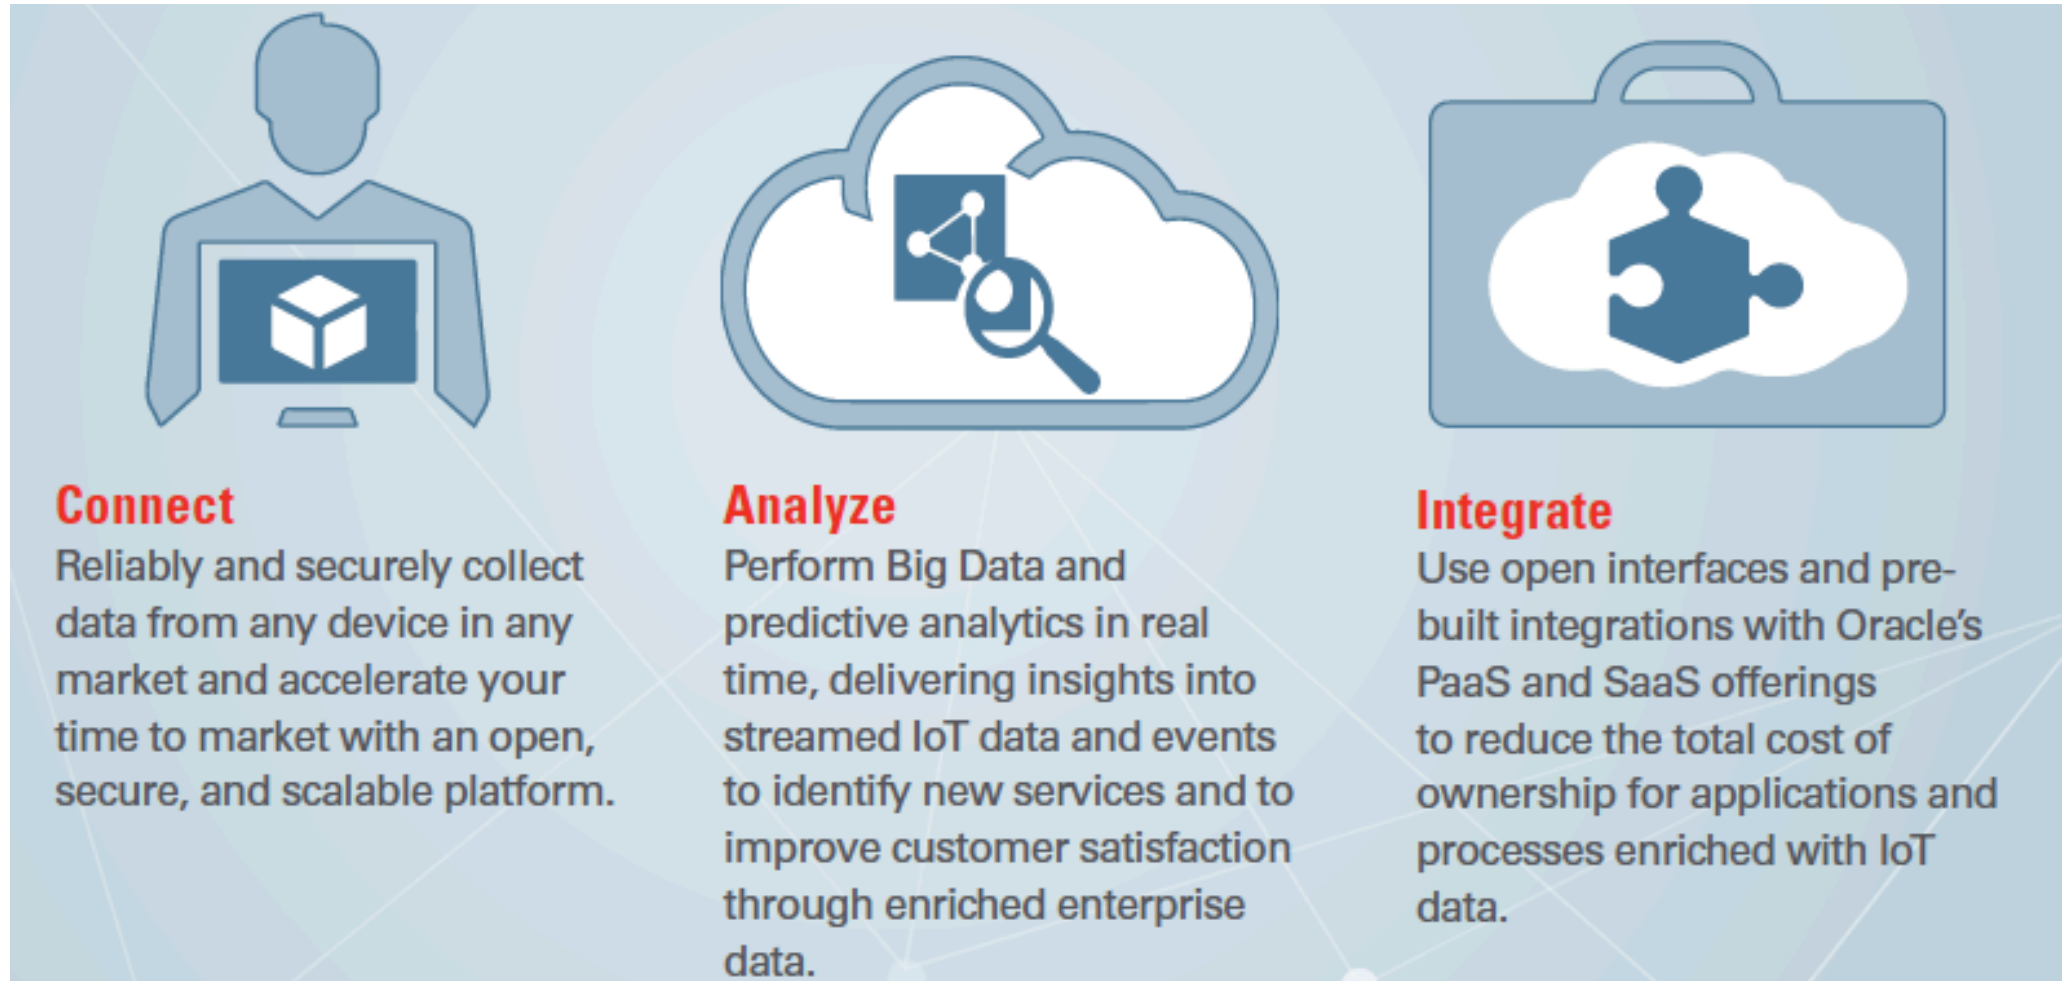 Connect
Reliably and securely collect
data from any device in any
market and accelerate your
time to market with an open,
secure, and scalable platform.
Analyze
Perform Big Data and
predictive analytics in real
time, delivering insights into
streamed IoT data and events
to identify new services and to
improve customer satisfaction
through enriched enterprise
data.
Integrate
Use open interfaces and pre-
built integrations with Oracle’s
PaaS and SaaS offerings
to reduce the total cost of
ownership for applications and
processes enriched with IoT
data.